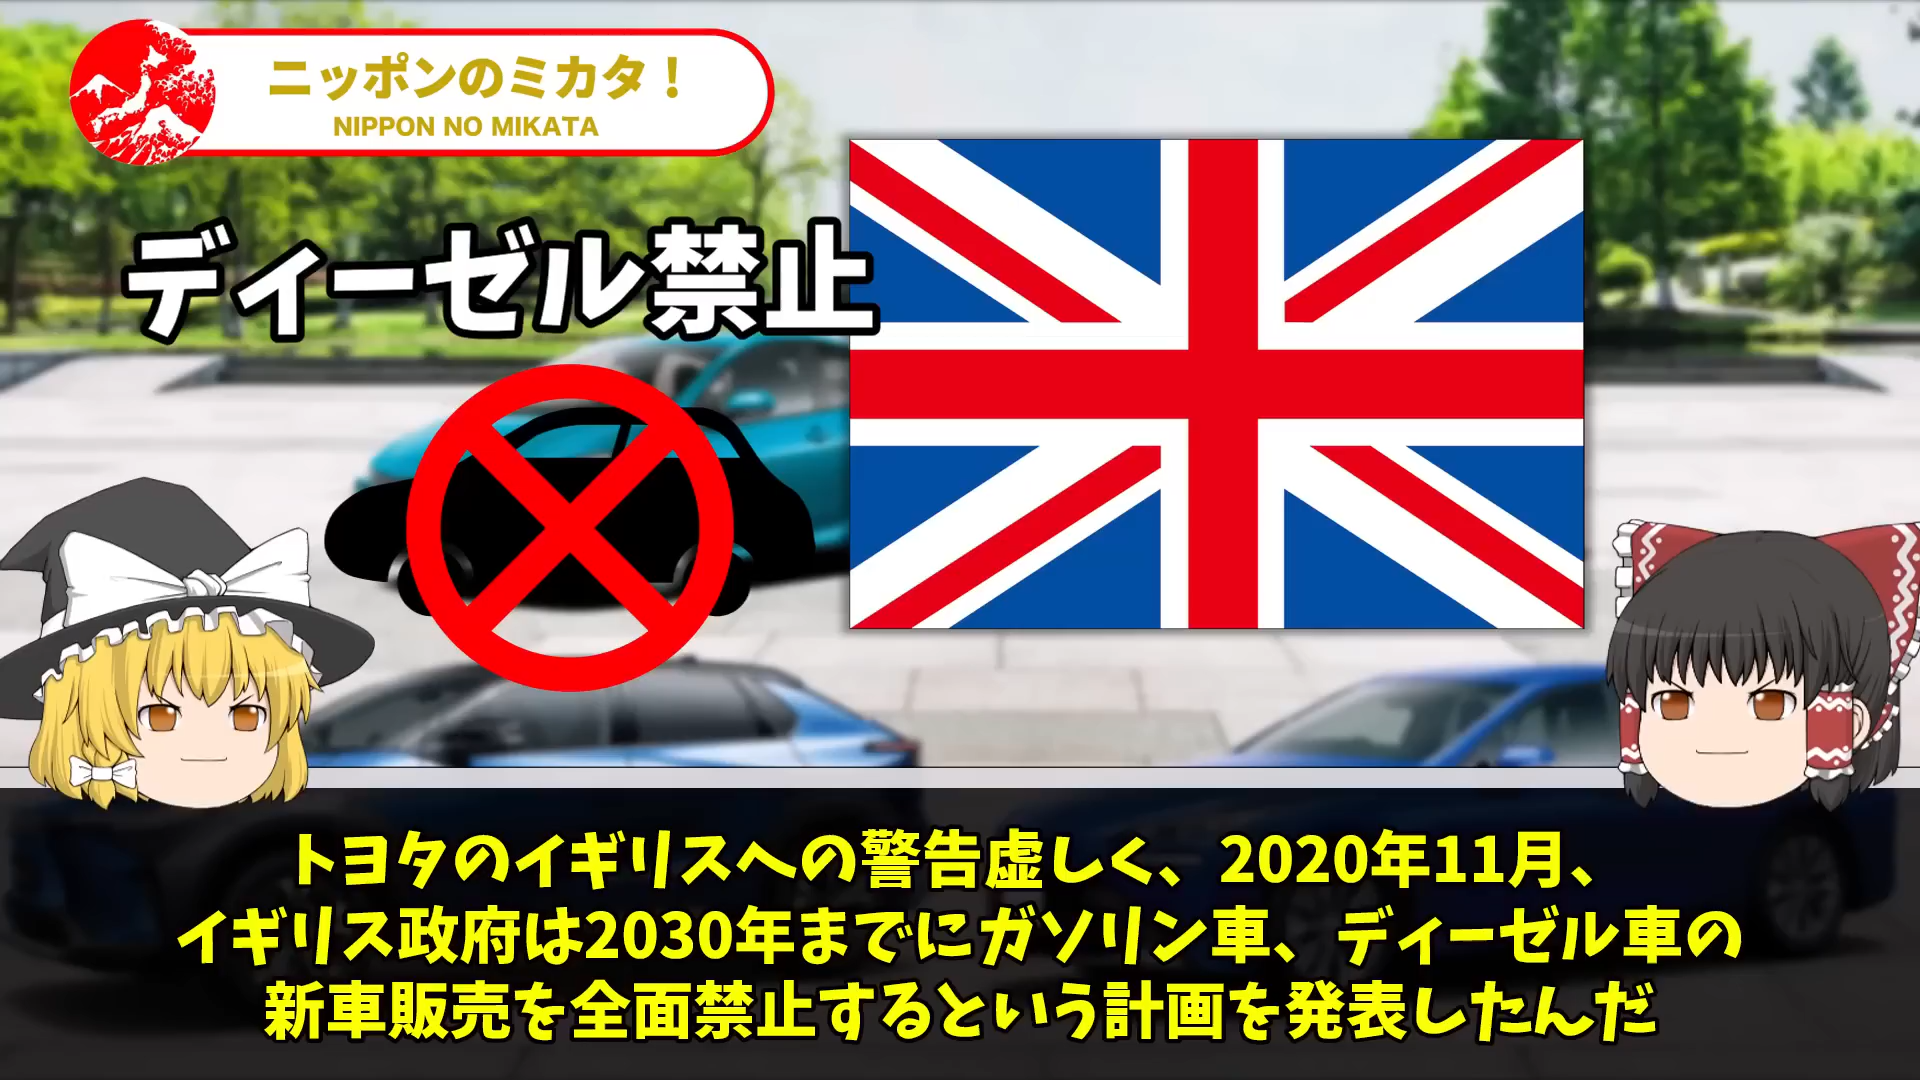 ニッポンのミカタ！
NIPPON NO MIKATA
ディーゼル禁止
トヨタのイギリスへの警告虚しく、2020年11月、
イギリス政府は2030年までにガソリン車、ディーゼル車の
新車販売を全面禁止するという計画を発表したんだ